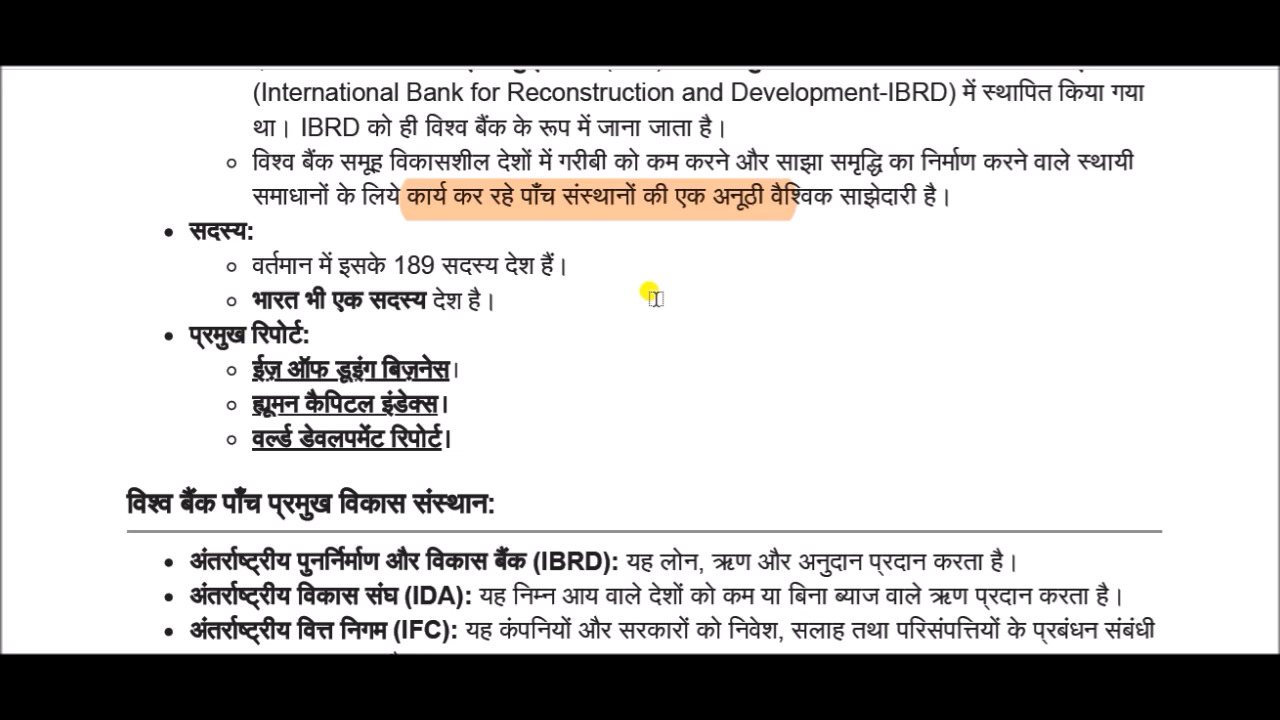 (International Bank for Reconstruction and Development-IBRD) में स्थापित किया गया
था। IBRD को ही विश्व बैंक के रूप में जाना जाता है।
विश्व बैंक समूह विकासशील देशों में गरीबी को कम करने और साझा समृद्धि का निर्माण करने वाले स्थायी
समाधानों के लिये कार्य कर रहे पाँच संस्थानों की एक अनूठी वैश्विक साझेदारी है।
सदस्य:
वर्तमान में इसके 189 सदस्य देश हैं।
भारत भी एक सदस्य देश है।
प्रमुख रिपोर्ट:
ईज़ ऑफ डूइंग बिज़नेस।
ह्यूमन कैपिटल इंडेक्स।
वर्ल्ड डेवलपमेंट रिपोर्ट।
विश्व बैंक पाँच प्रमुख विकास संस्थान:
अंतर्राष्ट्रीय पुनर्निर्माण और विकास बैंक (IBRD): यह लोन, ऋण और अनुदान प्रदान करता है।
अंतर्राष्ट्रीय विकास संघ (IDA): यह निम्न आय वाले देशों को कम या बिना ब्याज वाले ऋण प्रदान करता है।
अंतर्राष्ट्रीय वित्त निगम (IFC): यह कंपनियों और सरकारों को निवेश, सलाह तथा परिसंपत्तियों के प्रबंधन संबंधी